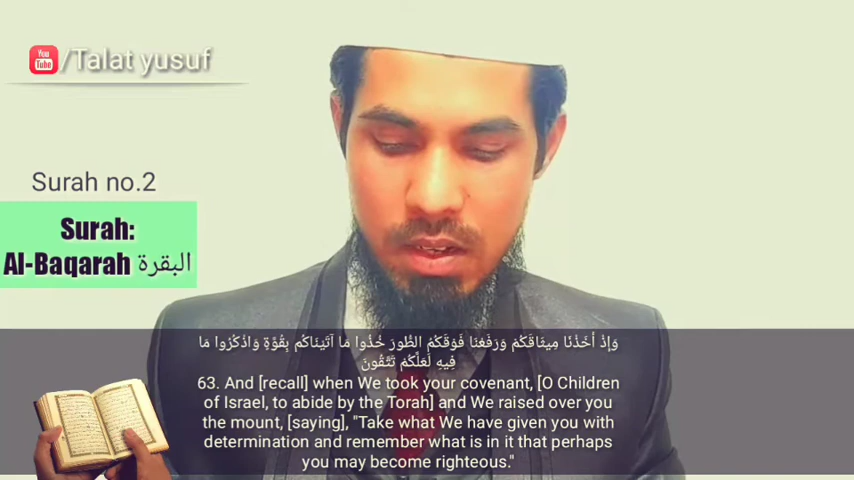 You Tube /Talat yusuf
Surah no.2
Surah:
Al-Baqarah البقرة
وَإِذْ أَخَذْنَا مِيثَاقَكُمْ وَرَفَعْنَا فَوْقَكُمُ الطُّورَ خُذُوا مَا آتَيْنَاكُم بِقُوَّةٍ وَاذْكُرُوا مَا
فِيهِ لَعَلَّكُمْ تَتَّقُونَ
63. And [recall] when We took your covenant, [O Children
of Israel, to abide by the Torah] and We raised over you
the mount, [saying], "Take what We have given you with
determination and remember what is in it that perhaps
you may become righteous."